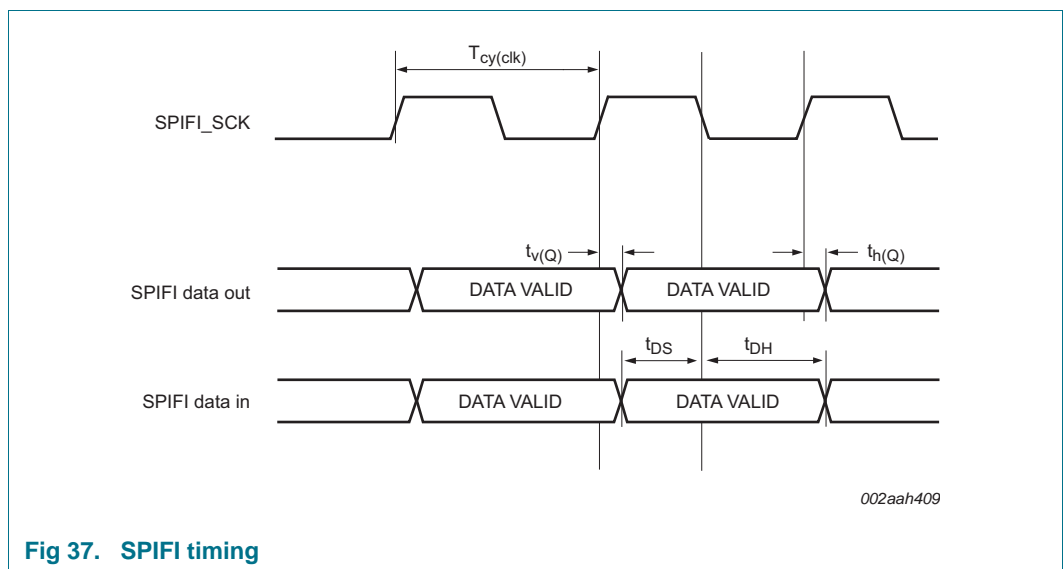 Tcy(clk)
SPIFI_SCK
tv(Q)
th(Q)
SPIFI data out
DATA VALID
DATA VALID
tDS
tDH
SPIFI data in
DATA VALID
DATA VALID
002aah409
Fig 37. SPIFI timing